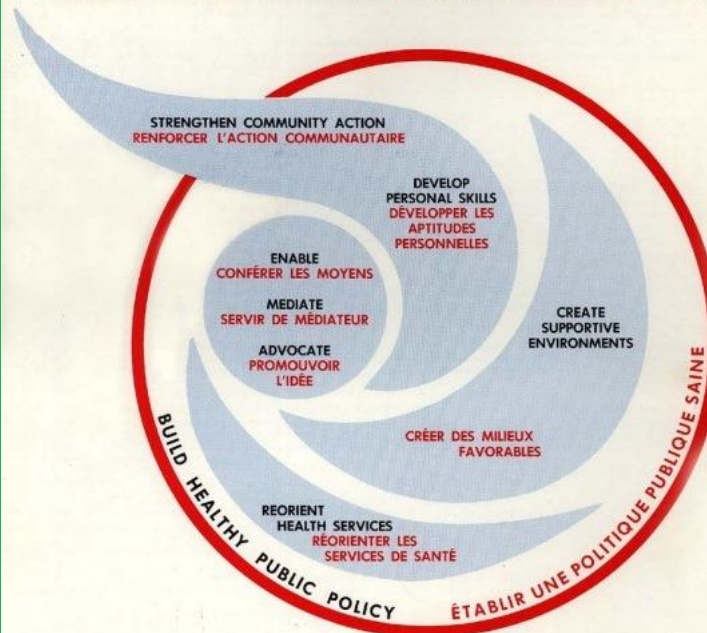 STRENGTHEN COMMUNITY ACTION
RENFORCER L'ACTION COMMUNAUTAIRE
DEVELOP
PERSONAL SKILLS
DÉVELOPPER LES
APTITUDES
PERSONNELLES
ENABLE
CONFÉRER LES MOYENS
MEDIATE
SERVIR DE MÉDIATEUR
ADVOCATE
PROMOUVOIR
L'IDÉE
CREATE
SUPPORTIVE
ENVIRONMENTS
CRÉER DES MILIEUX
FAVORABLES
REORIENT
HEALTH SERVICES
RÉORIENTER LES
SERVICES DE SANTÉ
BUILD HEALTHY PUBLIC POLICY
ÉTABLIR UNE POLITIQUE PUBLIQUE SAINE